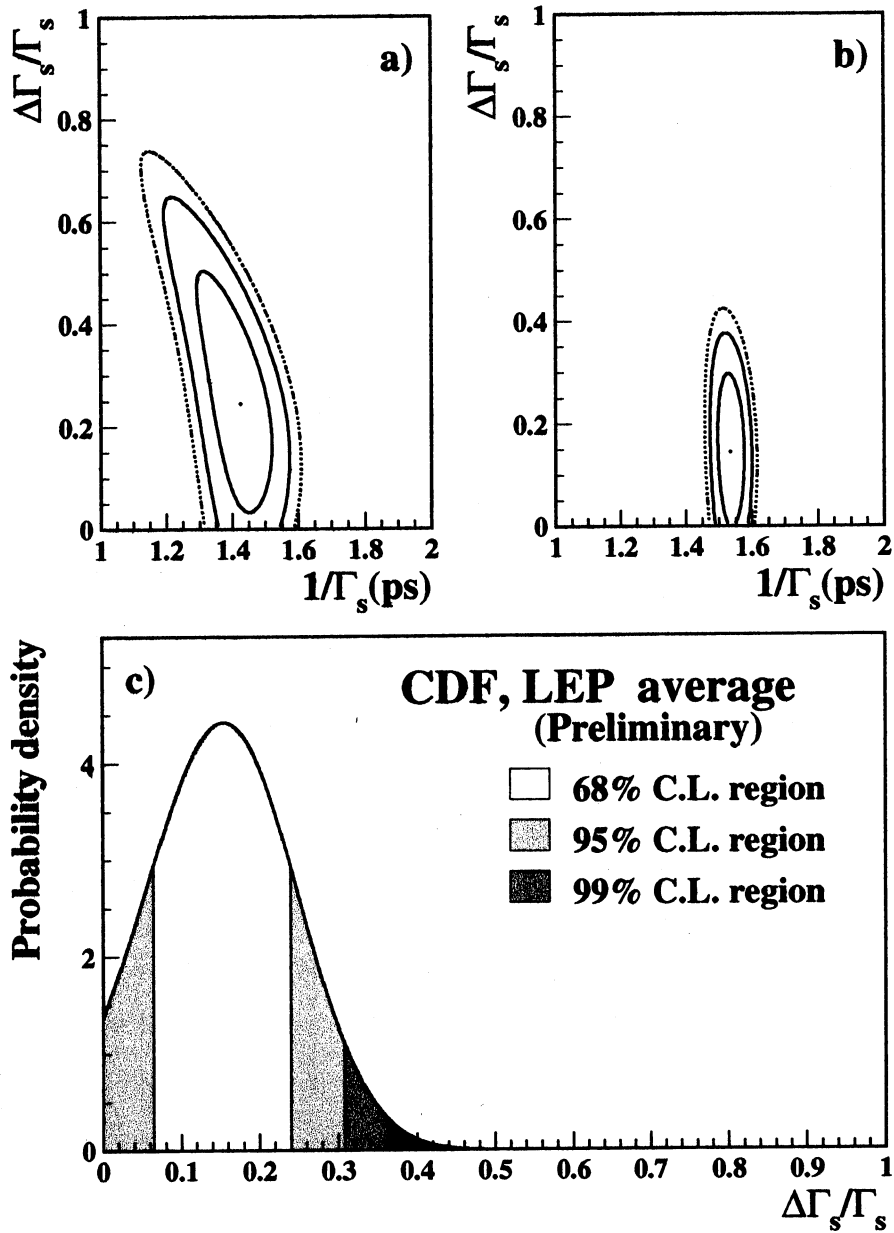 ΔΓs/Γs
1
0.8
0.6
0.4
0.2
0
a)
1 1.2 1.4 1.6 1.8 2
1/Γs(ps)
ΔΓs/Γs
1
0.8
0.6
0.4
0.2
0
b)
1 1.2 1.4 1.6 1.8 2
1/Γs(ps)
Probability density
4
2
0
c)
CDF, LEP average
(Preliminary)
68% C.L. region
95% C.L. region
99% C.L. region
0 0.1 0.2 0.3 0.4 0.5 0.6 0.7 0.8 0.9 1
ΔΓs/Γs